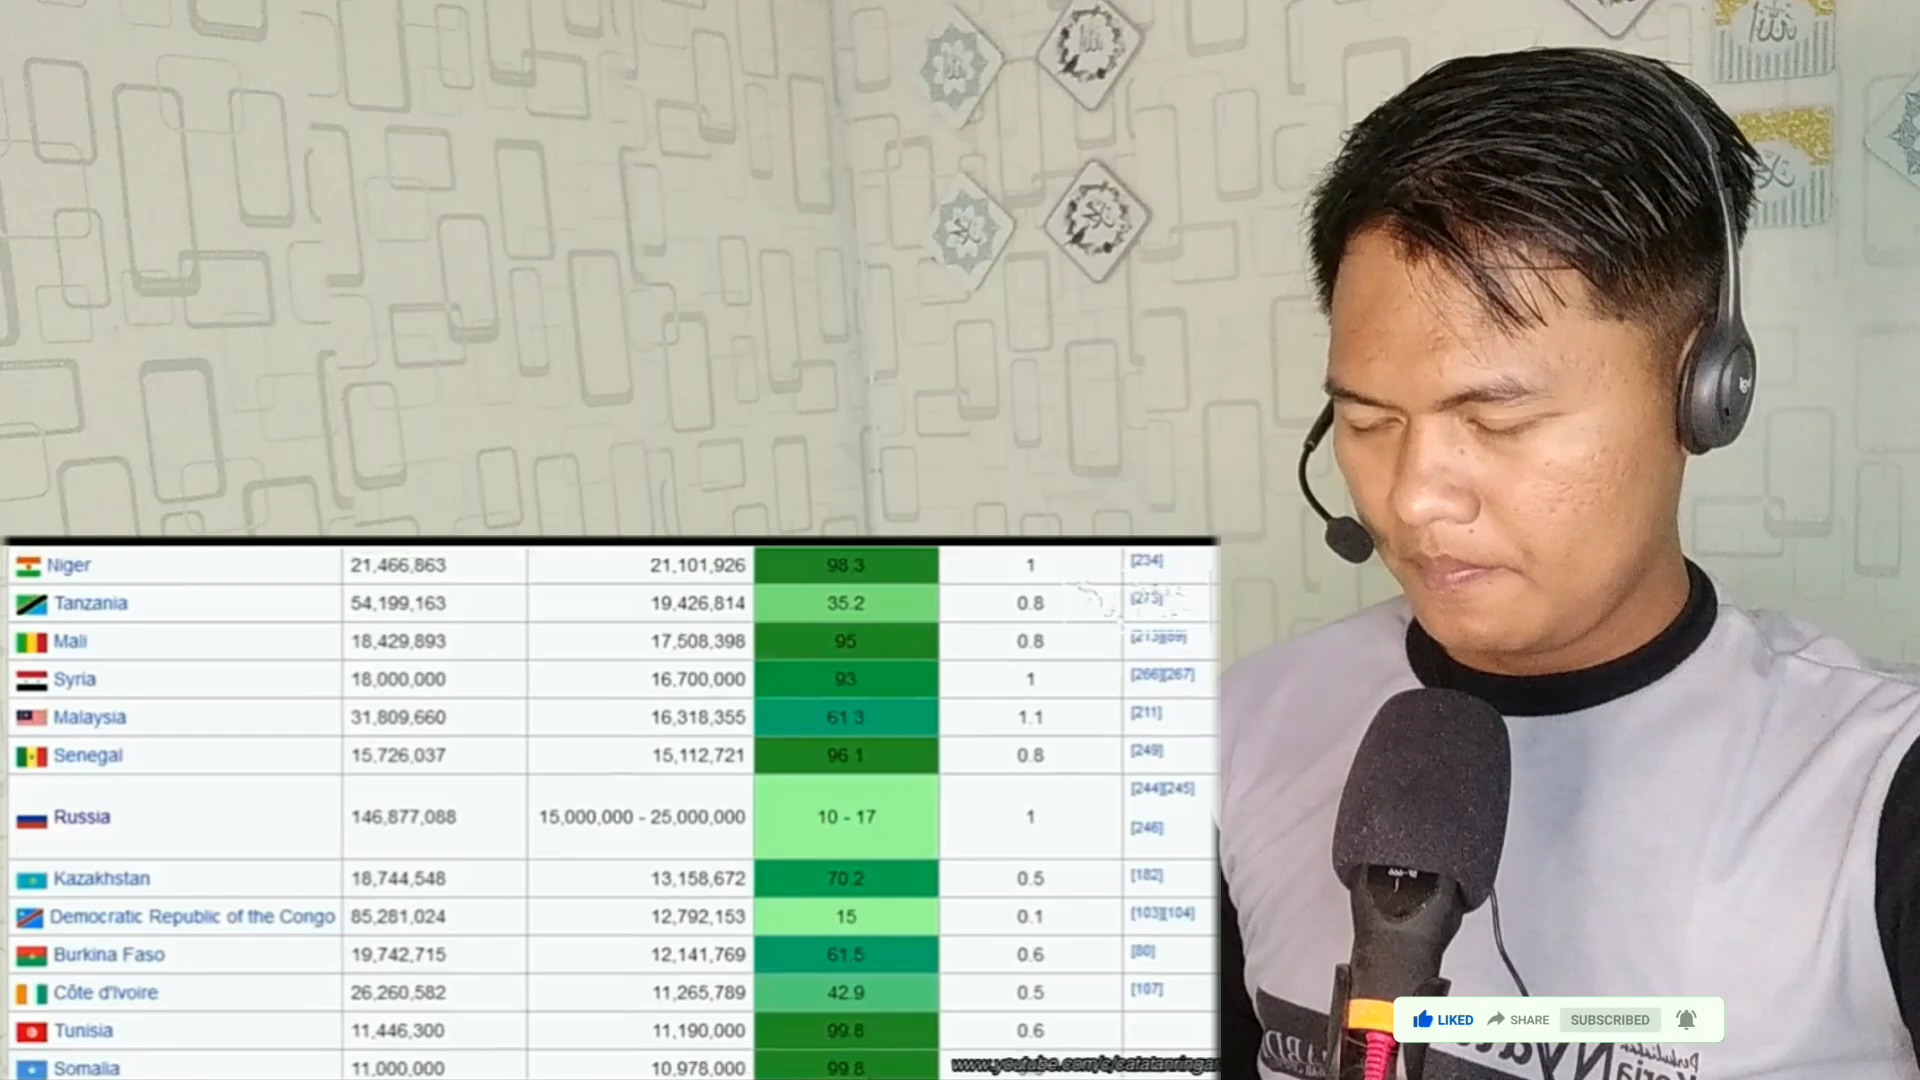 Niger 21,466,863 21,101,926 98.3 1 [234]
Tanzania 54,199,163 19,426,814 35.2 0.8 [275]
Mali 18,429,893 17,508,398 95 0.8 [213][89]
Syria 18,000,000 16,700,000 93 1 [266][267]
Malaysia 31,809,660 16,318,355 61.3 1.1 [211]
Senegal 15,726,037 15,112,721 96.1 0.8 [249]
Russia 146,877,088 15,000,000 - 25,000,000 10 - 17 1 [244][245]
[246]
Kazakhstan 18,744,548 13,158,672 70.2 0.5 [182]
Democratic Republic of the Congo 85,281,024 12,792,153 15 0.1 [103][104]
Burkina Faso 19,742,715 12,141,769 61.5 0.6 [80]
Côte d'Ivoire 26,260,582 11,265,789 42.9 0.5 [107]
Tunisia 11,446,300 11,190,000 99.8 0.6
Somalia 11,000,000 10,978,000 99.8
www.youtube.com/c/catatanringan
LIKED SHARE SUBSCRIBED